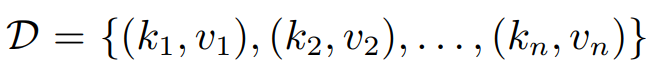 𝒟 = {(k₁, v₁), (k₂, v₂), . . . , (kₙ, vₙ)}